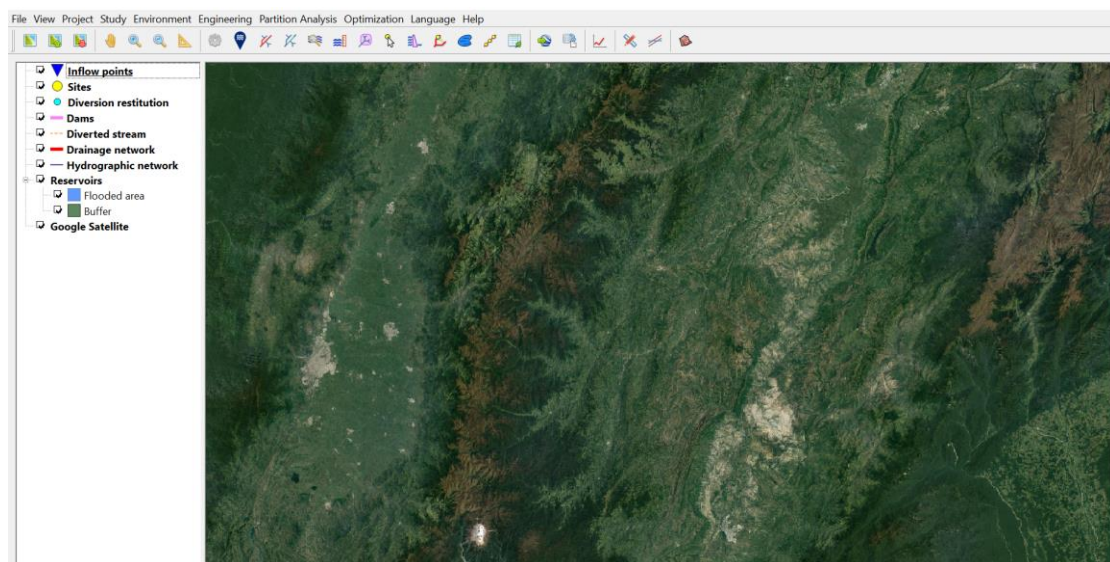 File View Project Study Environment Engineering Partition Analysis Optimization Language Help
Inflow points
Sites
Diversion restitution
Dams
Diverted stream
Drainage network
Hydrographic network
Reservoirs
Flooded area
Buffer
Google Satellite